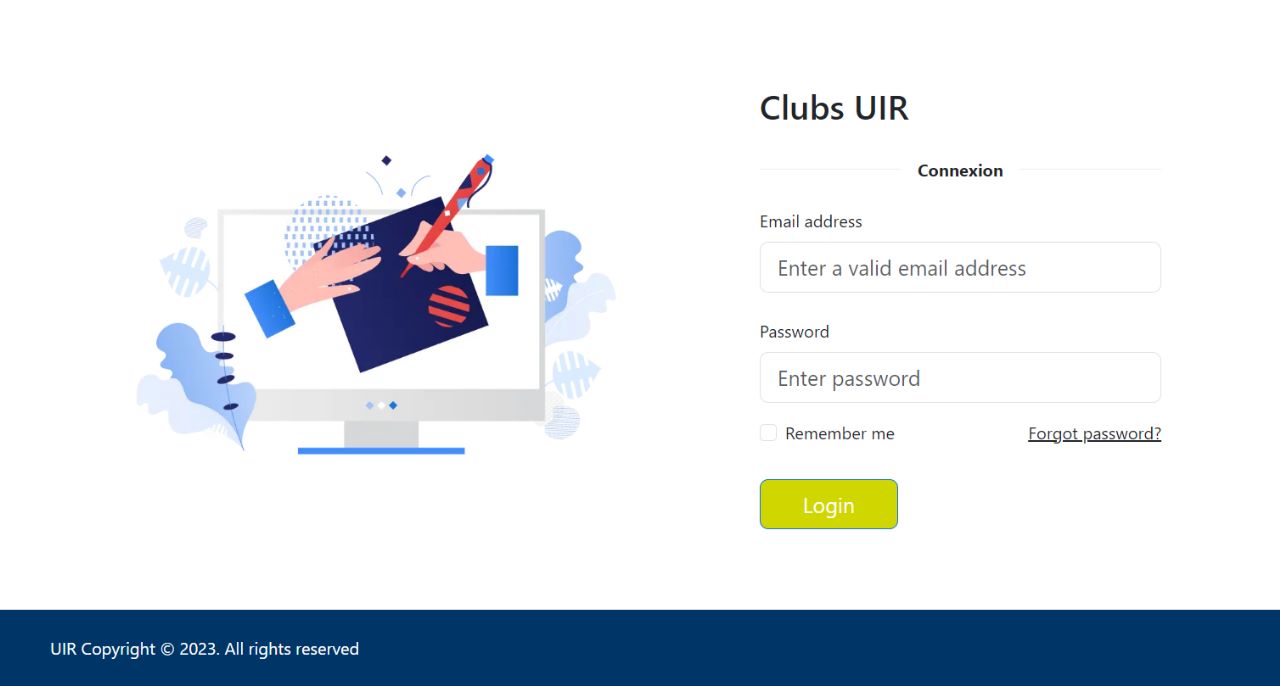 Clubs UIR
Connexion
Email address
Enter a valid email address
Password
Enter password
Remember me
Forgot password?
Login
UIR Copyright © 2023. All rights reserved